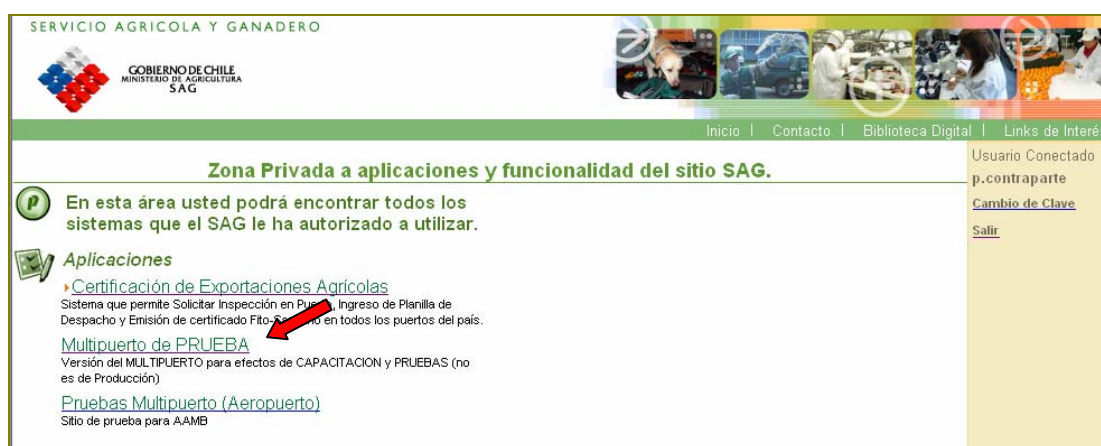 SERVICIO AGRICOLA Y GANADERO
GOBIERNO DE CHILE
MINISTERIO DE AGRICULTURA
SAG
Inicio | Contacto | Biblioteca Digital | Links de Interé
Zona Privada a aplicaciones y funcionalidad del sitio SAG.
Usuario Conectado
p.contraparte
Cambio de Clave
Salir
p
En esta área usted podrá encontrar todos los
sistemas que el SAG le ha autorizado a utilizar.
Aplicaciones
Certificación de Exportaciones Agrícolas
Sistema que permite Solicitar Inspección en Ingreso de Planilla de
Despacho y Emisión de certificado en todos los puertos del país.
Multipuerto de PRUEBA
Versión del MULTIPUERTO para efectos de CAPACITACION y PRUEBAS (no
es de Producción)
Pruebas Multipuerto (Aeropuerto)
Sitio de prueba para AAMB